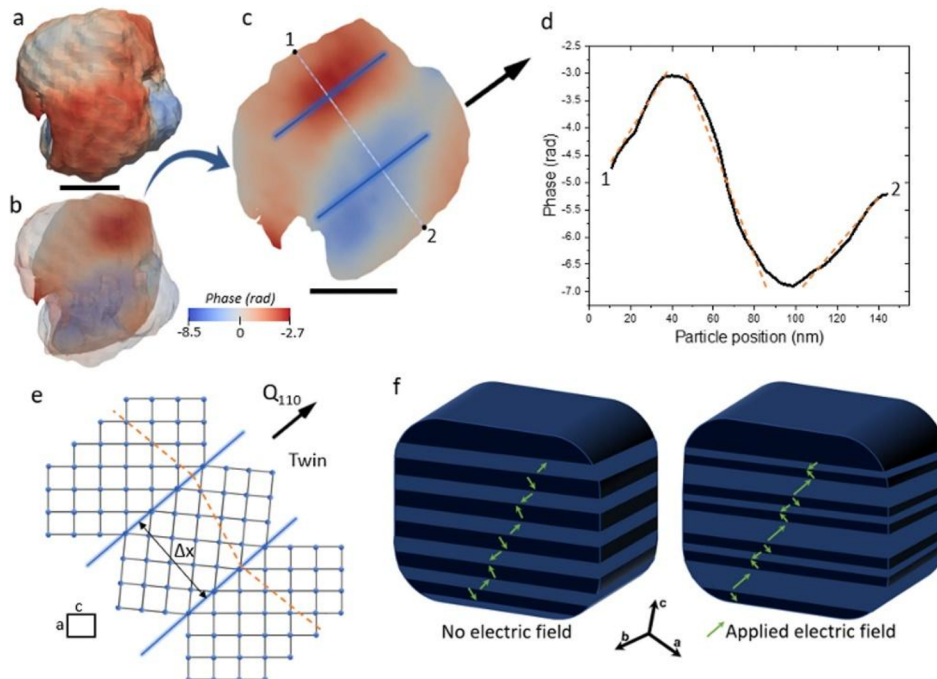 a
b
c
1
2
Phase (rad)
-8.5 0 -2.7
d
Phase (rad)
-2.5
-3.0
-3.5
-4.0
-4.5
-5.0
-5.5
-6.0
-6.5
-7.0
1
2
0 20 40 60 80 100 120 140
Particle position (nm)
e
Q110
Twin
Δx
c
a
f
No electric field
c
b
a
Applied electric field